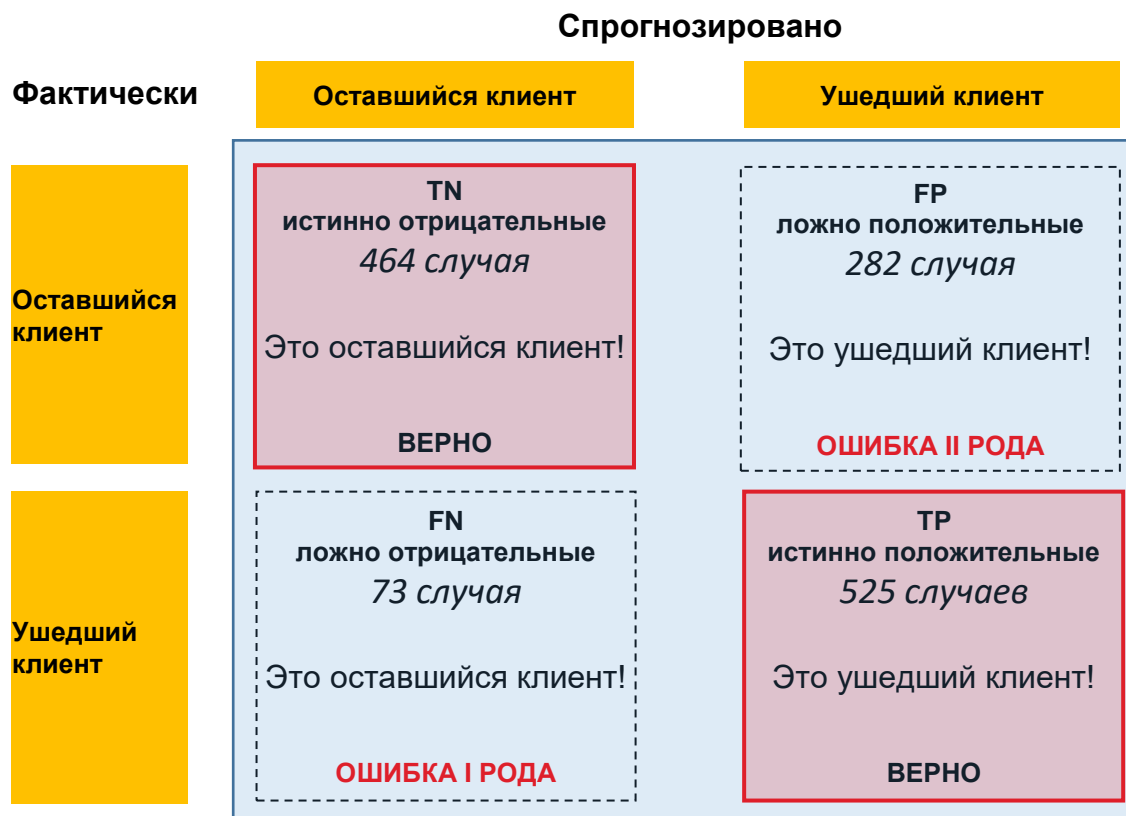 Спрогнозировано
Фактически
Оставшийся клиент
Ушедший клиент
Оставшийся
клиент
TN
истинно отрицательные
464 случая
Это оставшийся клиент!
ВЕРНО
FP
ложно положительные
282 случая
Это ушедший клиент!
ОШИБКА II РОДА
Ушедший
клиент
FN
ложно отрицательные
73 случая
Это оставшийся клиент!
ОШИБКА I РОДА
TP
истинно положительные
525 случаев
Это ушедший клиент!
ВЕРНО